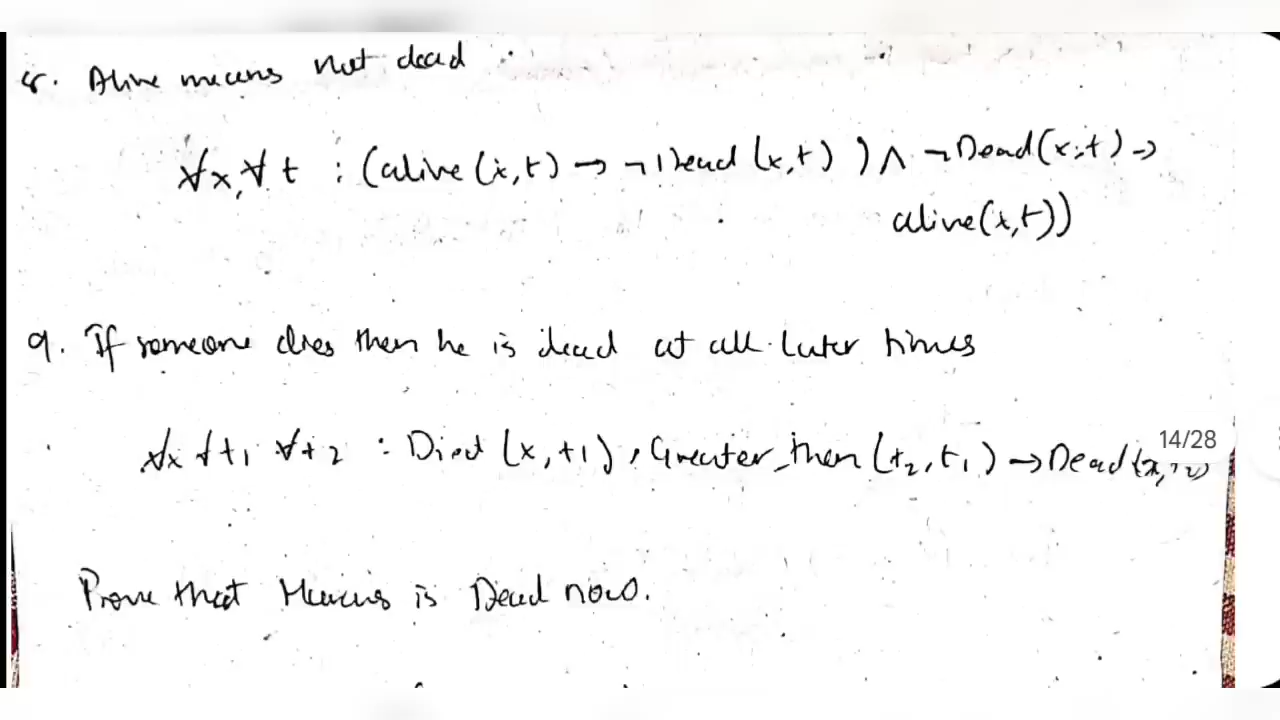 8. Alive means not dead :
∀x, ∀t : (alive(x,t) → ¬Dead(x,t)) ∧ ¬Dead(x,t) →
alive(x,t))
9. If someone dies then he is dead at all later times
∀x ∀t1 ∀t2 : Died (x,t1), Greater_then(t2,t1) → Dead(x,t2)
14/28
Prove that Marcus is Dead now.